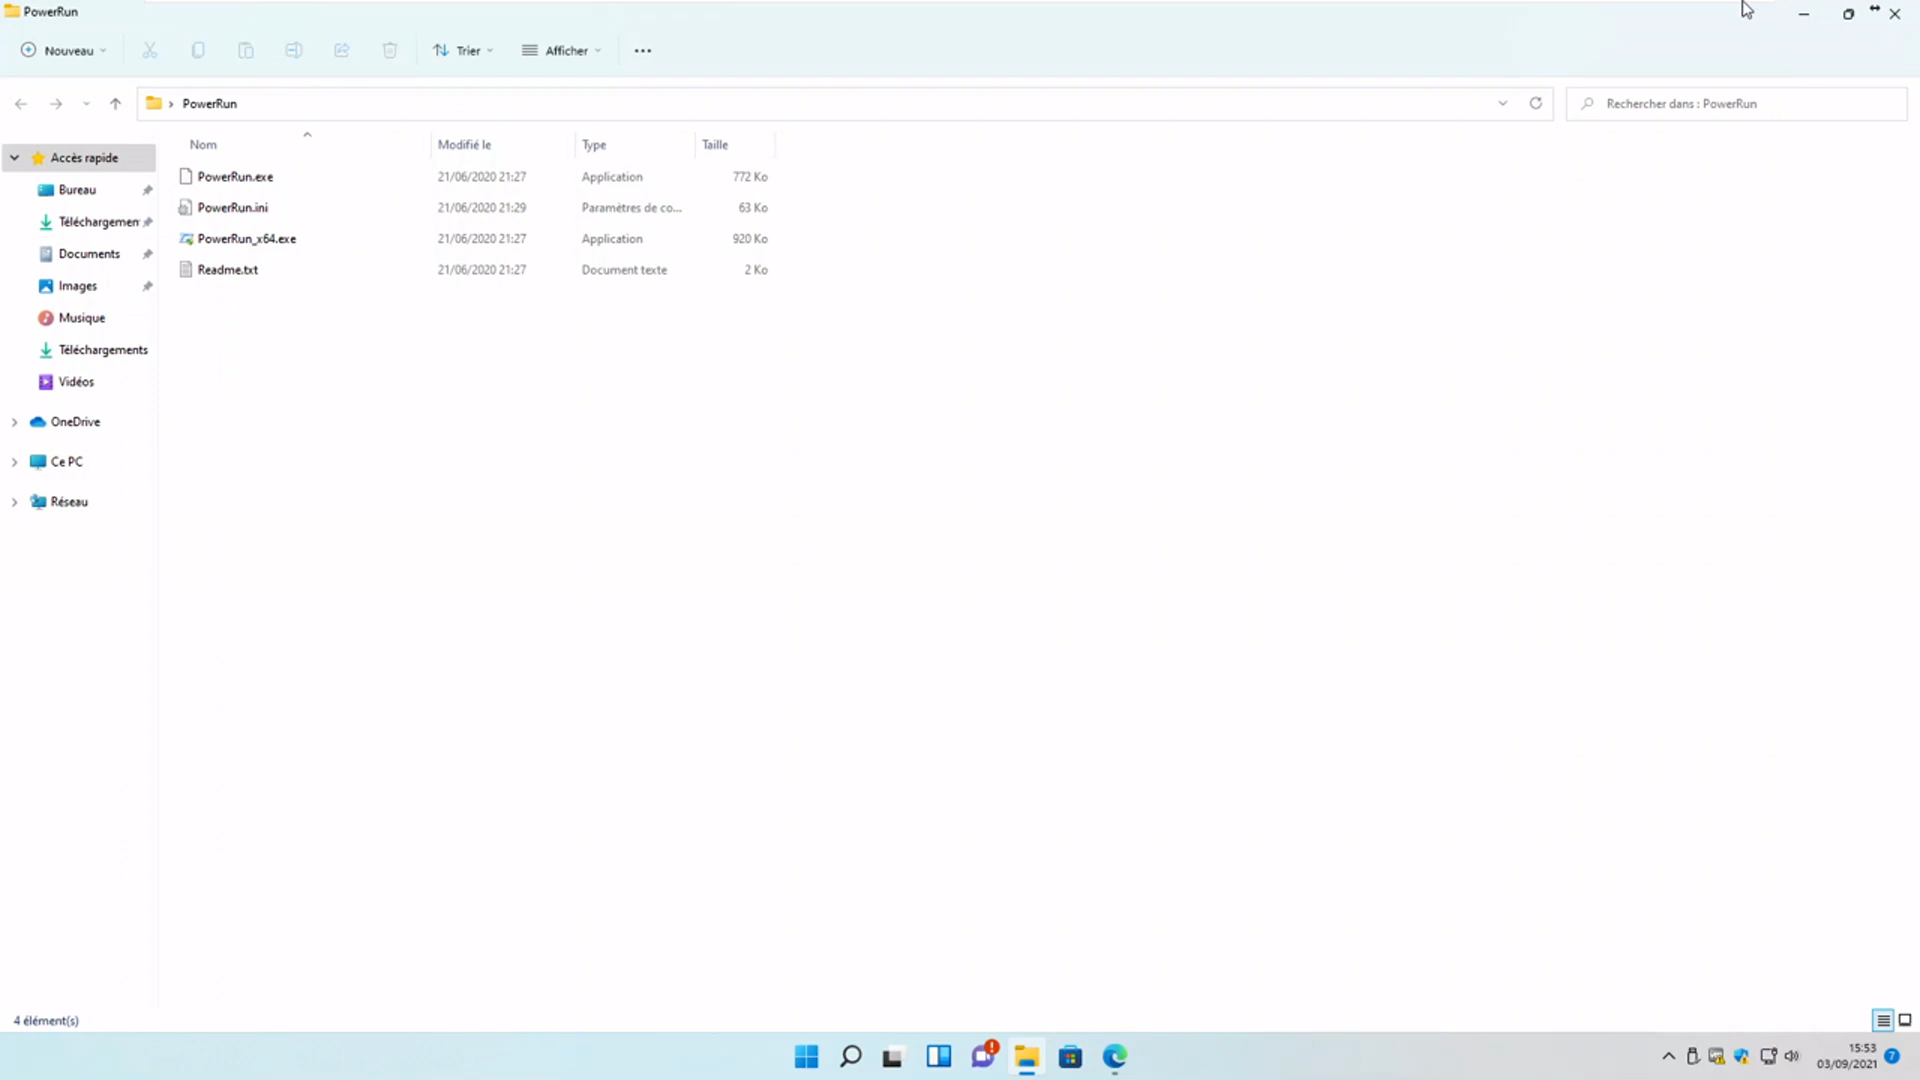 PowerRun
Nouveau
Trier
Afficher
PowerRun
Rechercher dans : PowerRun
Nom Modifié le Type Taille
PowerRun.exe 21/06/2020 21:27 Application 772 Ko
PowerRun.ini 21/06/2020 21:29 Paramètres de co... 63 Ko
PowerRun_x64.exe 21/06/2020 21:27 Application 920 Ko
Readme.txt 21/06/2020 21:27 Document texte 2 Ko
Accès rapide
Bureau
Téléchargemen
Documents
Images
Musique
Téléchargements
Vidéos
OneDrive
Ce PC
Réseau
4 élément(s)
15:53
03/09/2021
7